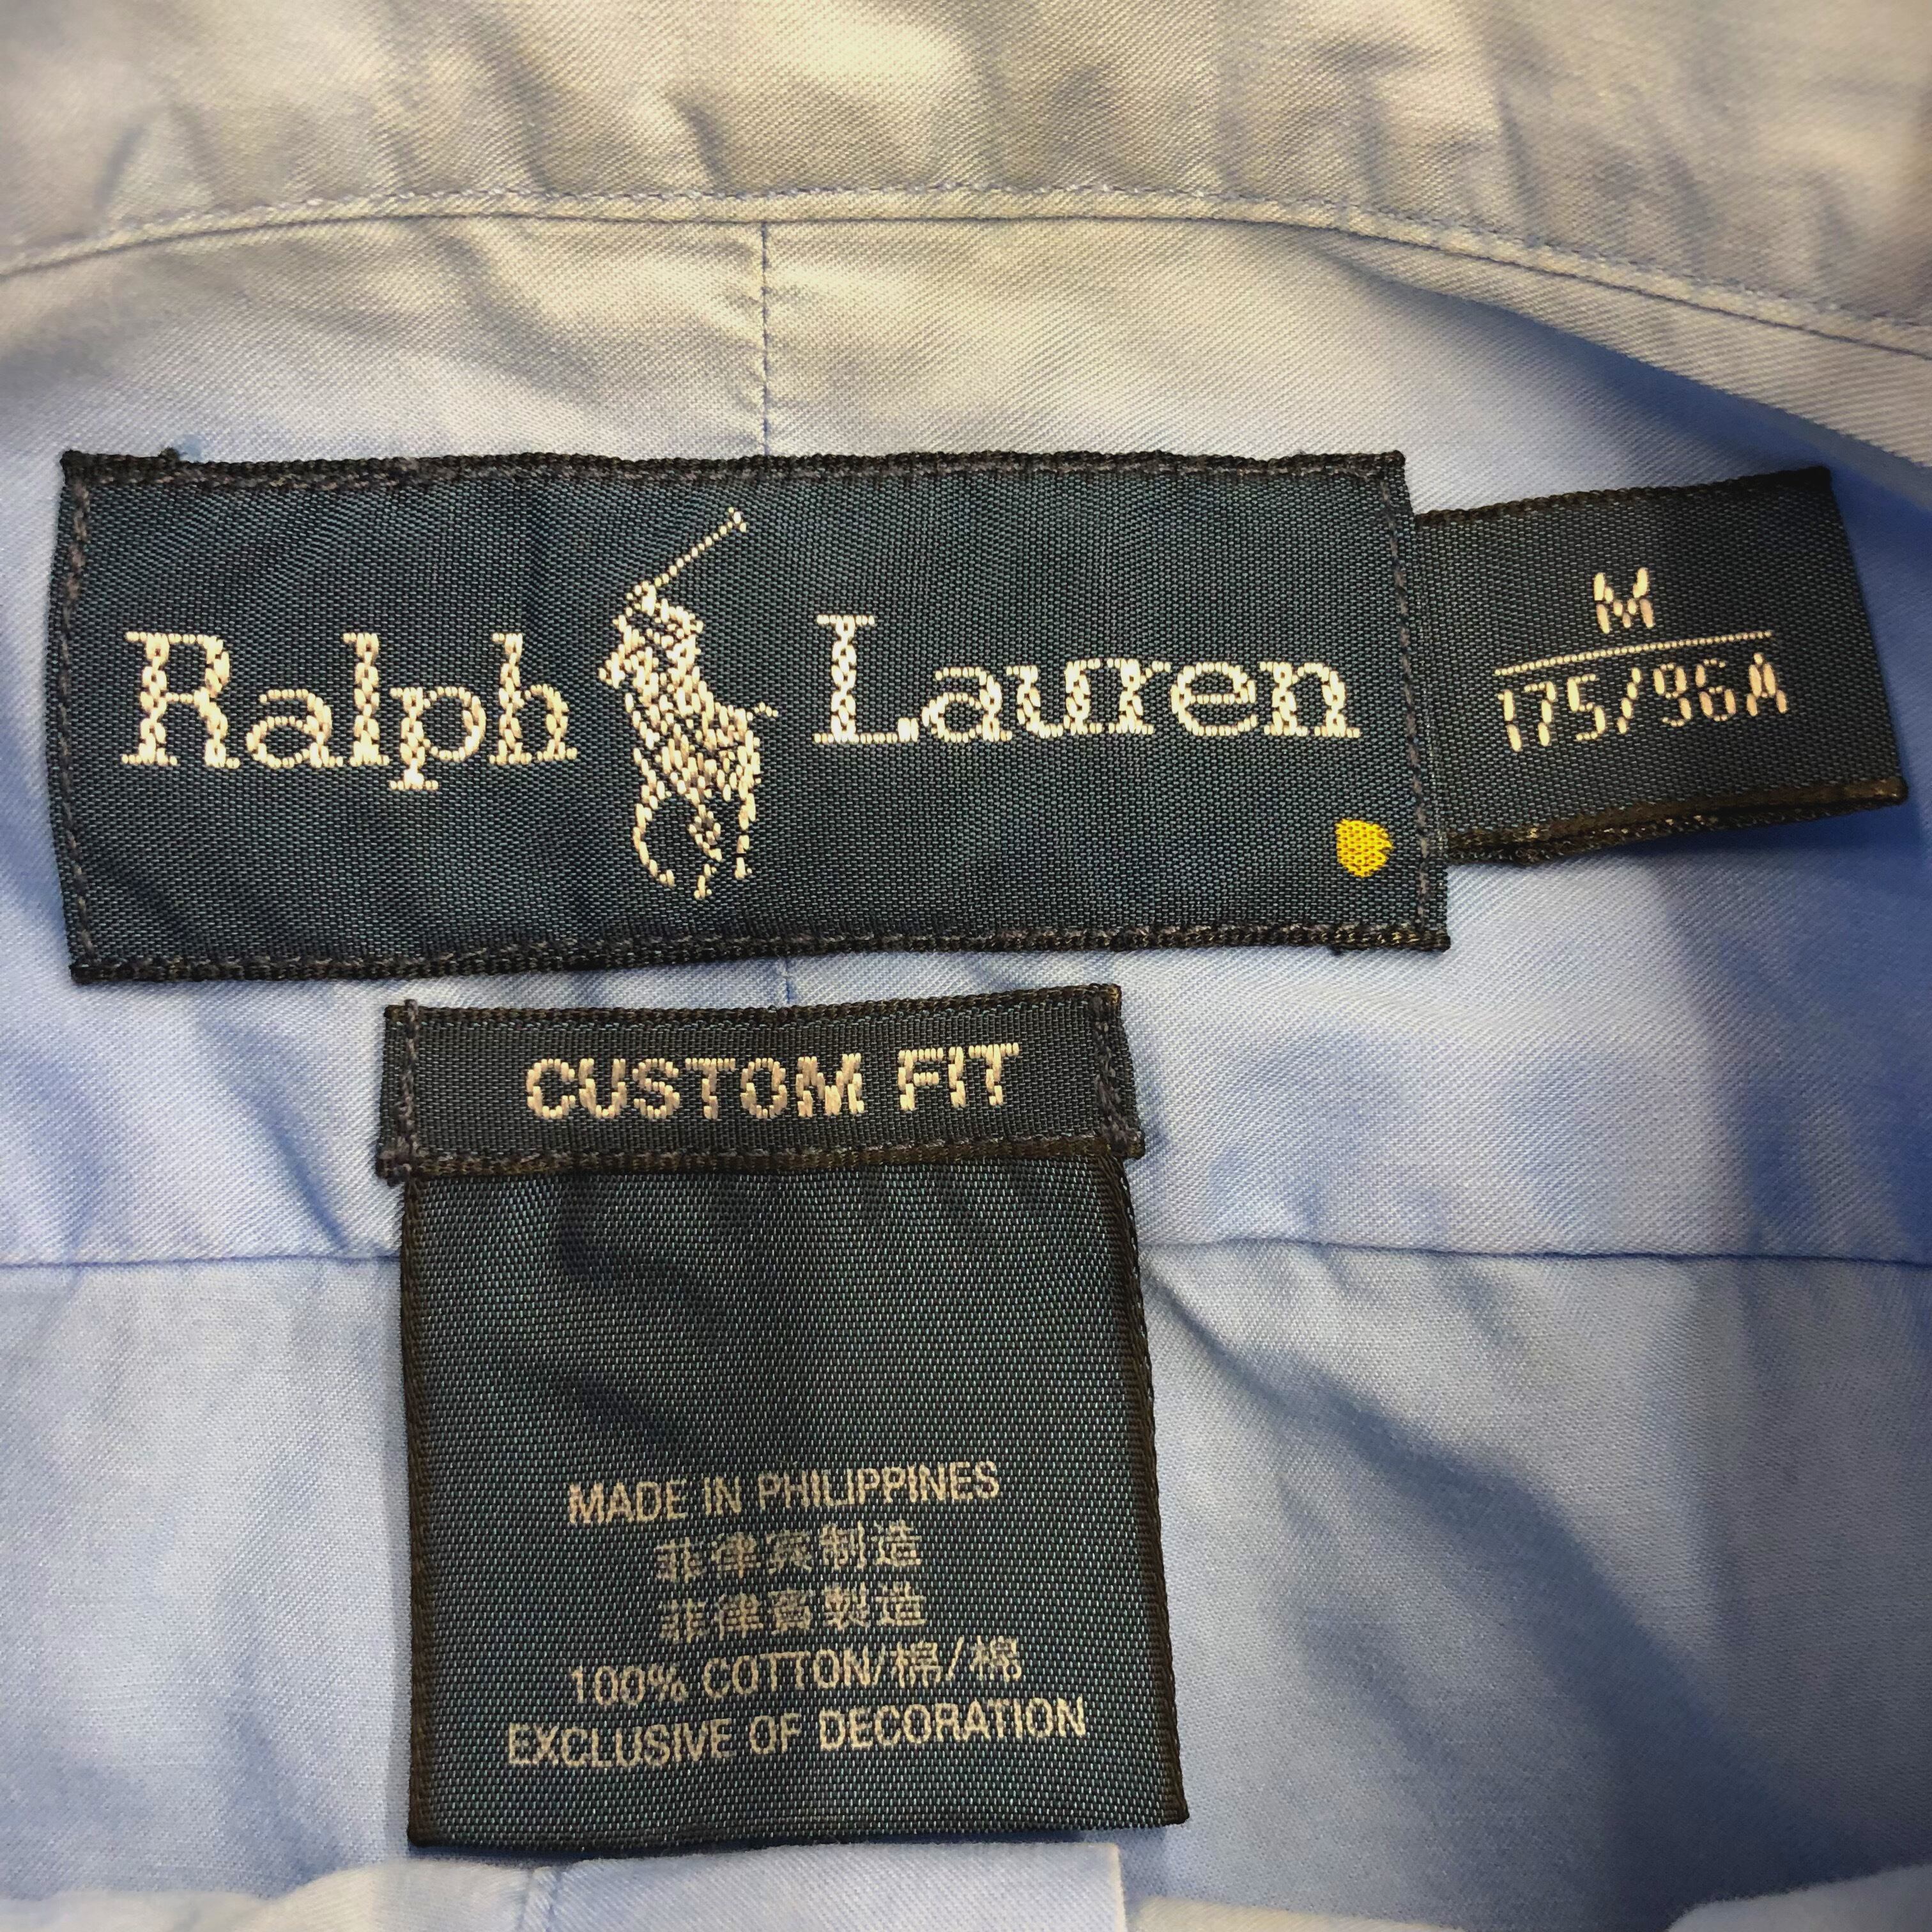 Ralph Lauren
M
175/96A
CUSTOM FIT
MADE IN PHILIPPINES
菲律宾制造
菲律賓製造
100% COTTON/棉/棉
EXCLUSIVE OF DECORATION